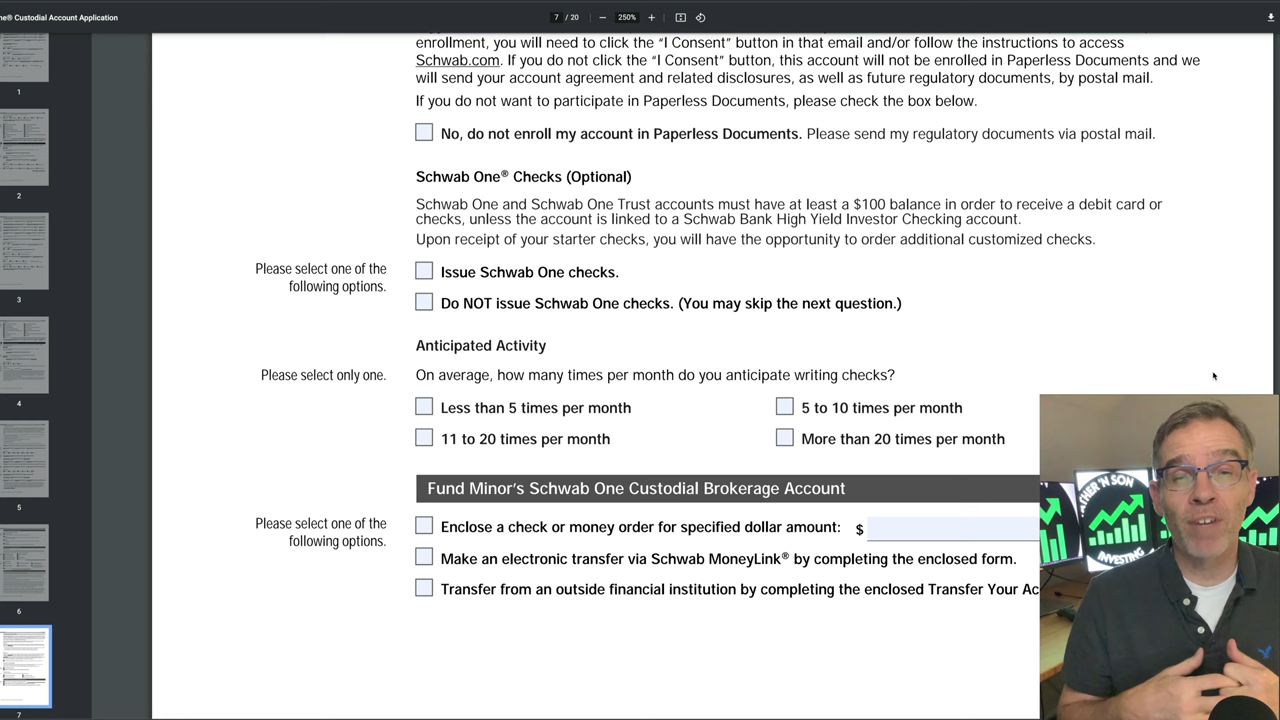 ne® Custodial Account Application
7 / 20
250%
enrollment, you will need to click the “I Consent” button in that email and/or follow the instructions to access
Schwab.com. If you do not click the “I Consent” button, this account will not be enrolled in Paperless Documents and we
will send your account agreement and related disclosures, as well as future regulatory documents, by postal mail.
If you do not want to participate in Paperless Documents, please check the box below.
No, do not enroll my account in Paperless Documents. Please send my regulatory documents via postal mail.
Schwab One® Checks (Optional)
Schwab One and Schwab One Trust accounts must have at least a $100 balance in order to receive a debit card or
checks, unless the account is linked to a Schwab Bank High Yield Investor Checking account.
Upon receipt of your starter checks, you will have the opportunity to order additional customized checks.
Please select one of the
following options.
Issue Schwab One checks.
Do NOT issue Schwab One checks. (You may skip the next question.)
Anticipated Activity
Please select only one.
On average, how many times per month do you anticipate writing checks?
Less than 5 times per month
5 to 10 times per month
11 to 20 times per month
More than 20 times per month
Fund Minor’s Schwab One Custodial Brokerage Account
Please select one of the
following options.
Enclose a check or money order for specified dollar amount: $
Make an electronic transfer via Schwab MoneyLink® by completing the enclosed form.
Transfer from an outside financial institution by completing the enclosed Transfer Your Ac
1
2
3
4
5
6
7
ATHER 'N SON
INVESTING